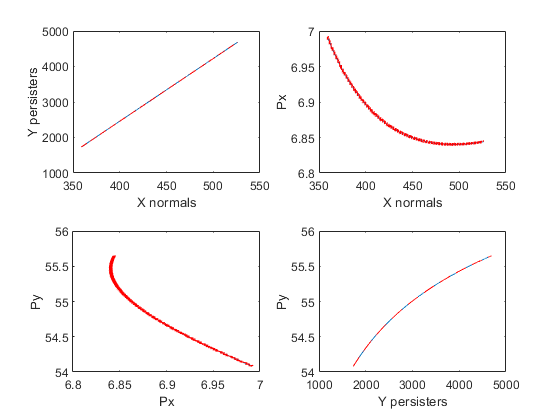 5000
4000
3000
2000
1000
Y persisters
350 400 450 500 550
X normals
7
6.95
6.9
6.85
6.8
Px
350 400 450 500 550
X normals
56
55.5
55
54.5
54
Py
6.8 6.85 6.9 6.95 7
Px
56
55.5
55
54.5
54
Py
1000 2000 3000 4000 5000
Y persisters